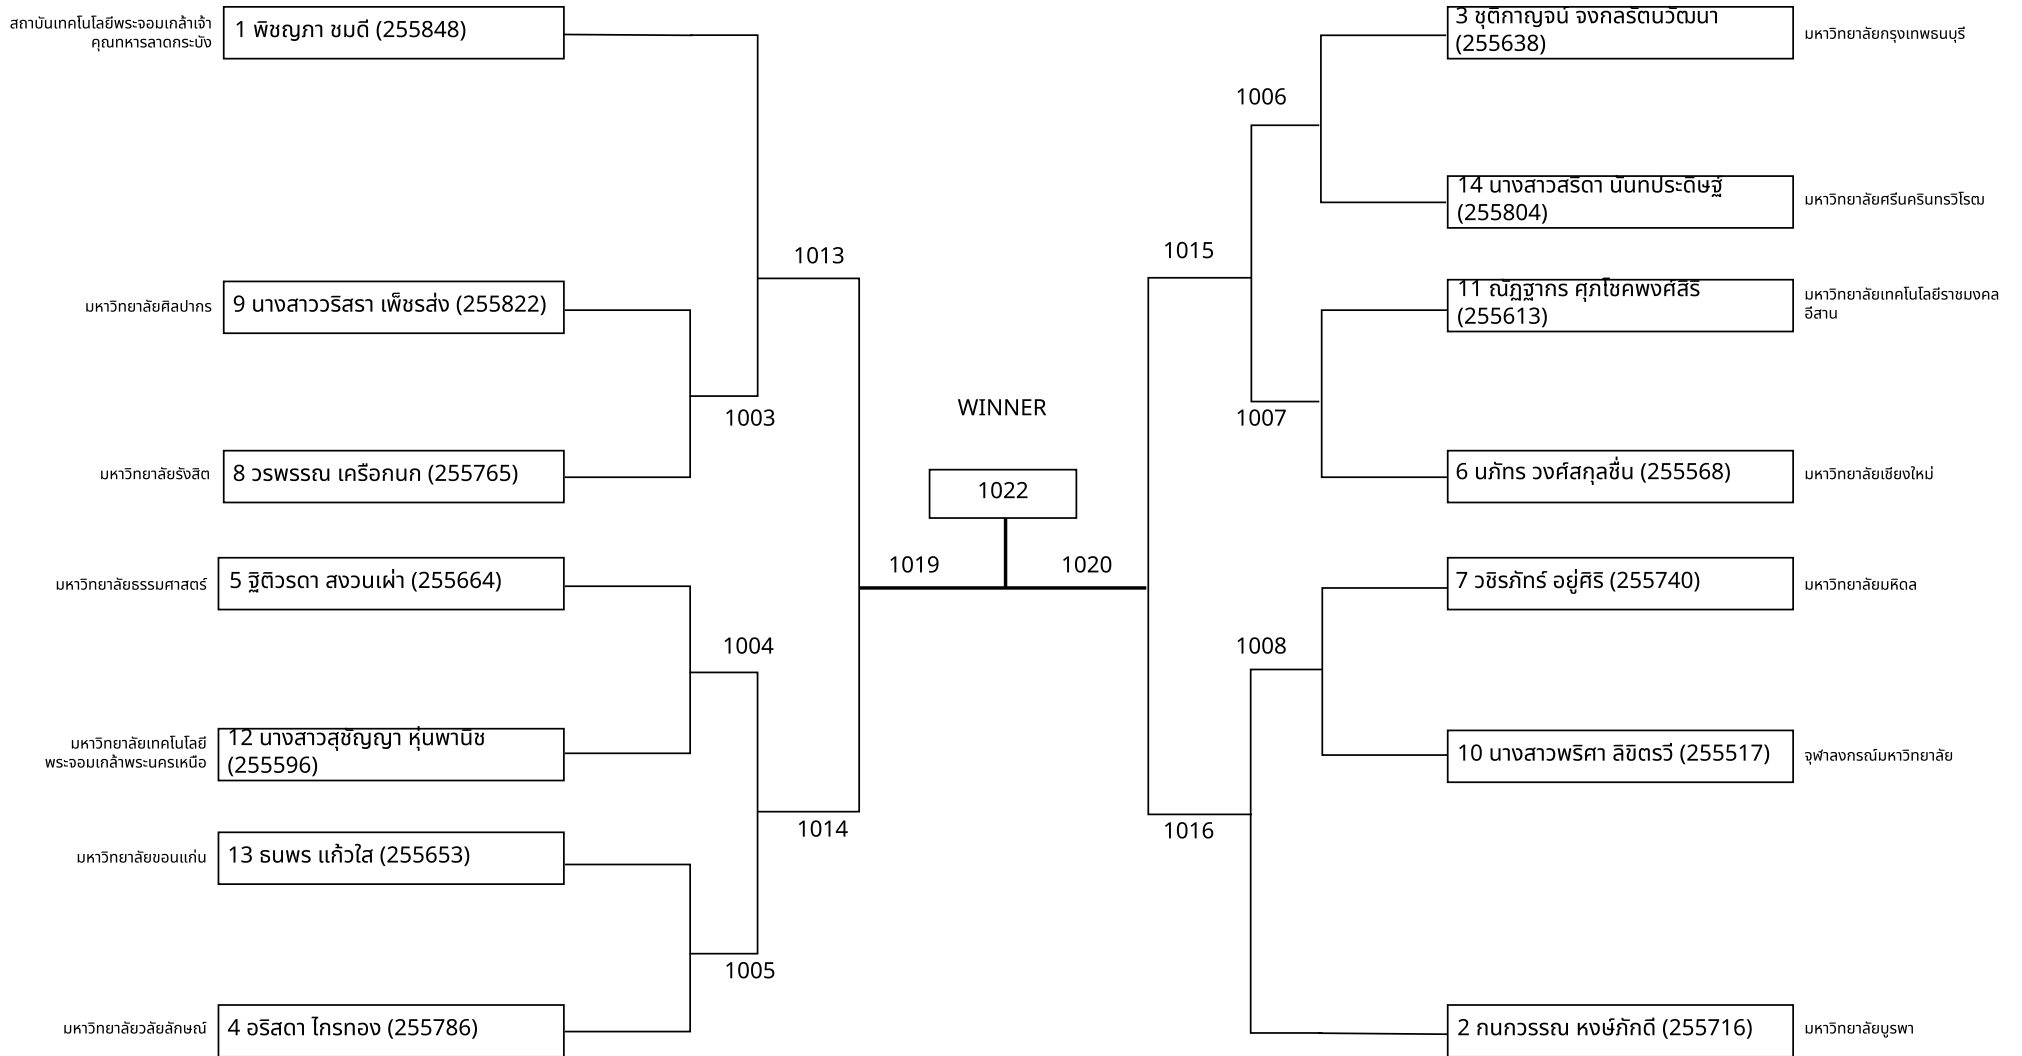 สถาบันเทคโนโลยีพระจอมเกล้าเจ้า
คุณทหารลาดกระบัง
1 พิชญภา ชมดี (255848)
มหาวิทยาลัยศิลปากร
9 นางสาววริสรา เพ็ชรส่ง (255822)
มหาวิทยาลัยรังสิต
8 วรพรรณ เครือกนก (255765)
มหาวิทยาลัยธรรมศาสตร์
5 ฐิติวรดา สงวนเผ่า (255664)
มหาวิทยาลัยเทคโนโลยี
พระจอมเกล้าพระนครเหนือ
12 นางสาวสุชัญญา หุ่นพานิช
(255596)
มหาวิทยาลัยขอนแก่น
13 ธนพร แก้วใส (255653)
มหาวิทยาลัยวลัยลักษณ์
4 อริสดา ไกรทอง (255786)
1013
1003
1004
1014
1005
WINNER
1022
1019
1020
1006
1015
1007
1008
1016
3 ชุติกาญจน์ จงกลรัตนวัฒนา
(255638)
มหาวิทยาลัยกรุงเทพธนบุรี
14 นางสาวสริดา นันทประดิษฐ์
(255804)
มหาวิทยาลัยศรีนครินทรวิโรฒ
11 ณัฏฐากร ศุภโชคพงศ์สิริ
(255613)
มหาวิทยาลัยเทคโนโลยีราชมงคล
อีสาน
6 นภัทร วงศ์สกุลชื่น (255568)
มหาวิทยาลัยเชียงใหม่
7 วชิรภัทร์ อยู่ศิริ (255740)
มหาวิทยาลัยมหิดล
10 นางสาวพริศา ลิขิตรวี (255517)
จุฬาลงกรณ์มหาวิทยาลัย
2 กนกวรรณ หงษ์ภักดี (255716)
มหาวิทยาลัยบูรพา